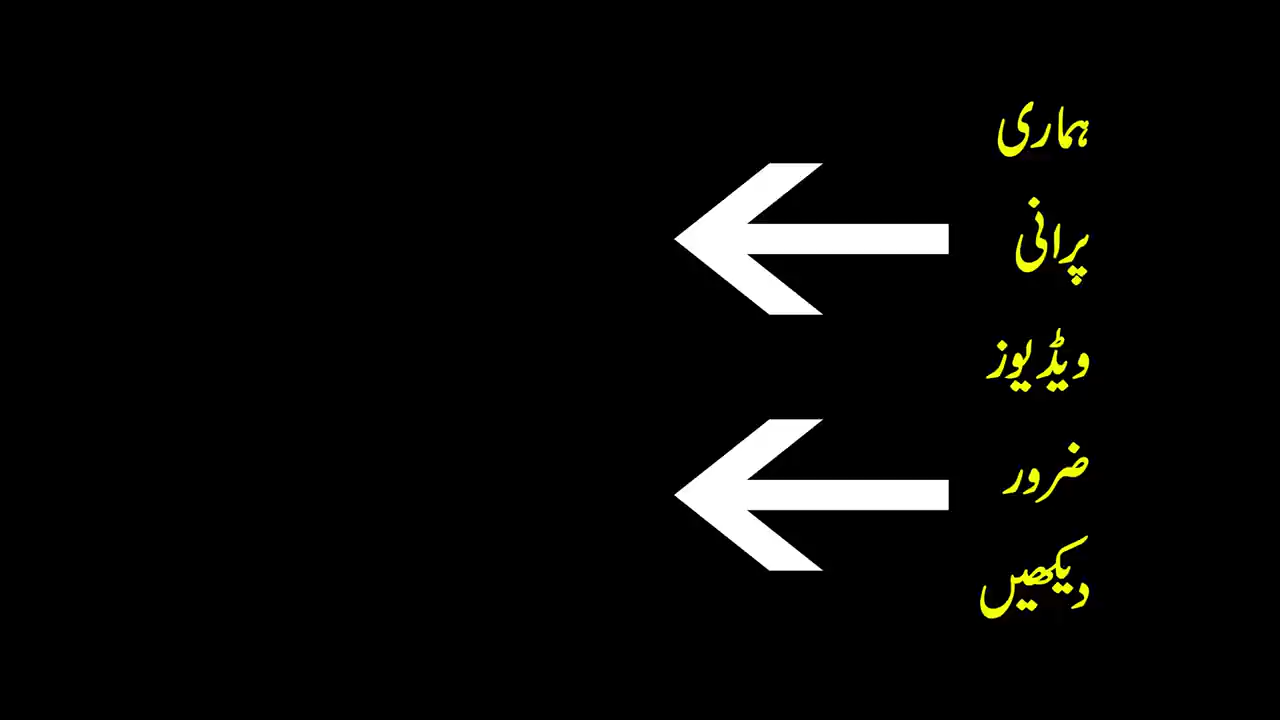 ہماری
پرانی
ویڈیوز
ضرور
دیکھیں